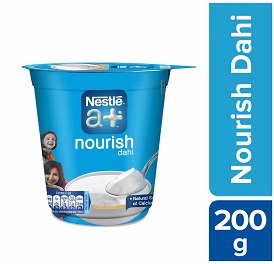 Nestlé
a+
nourish
dahi
• Natural
of Calcium
Nourish Dahi
200
g